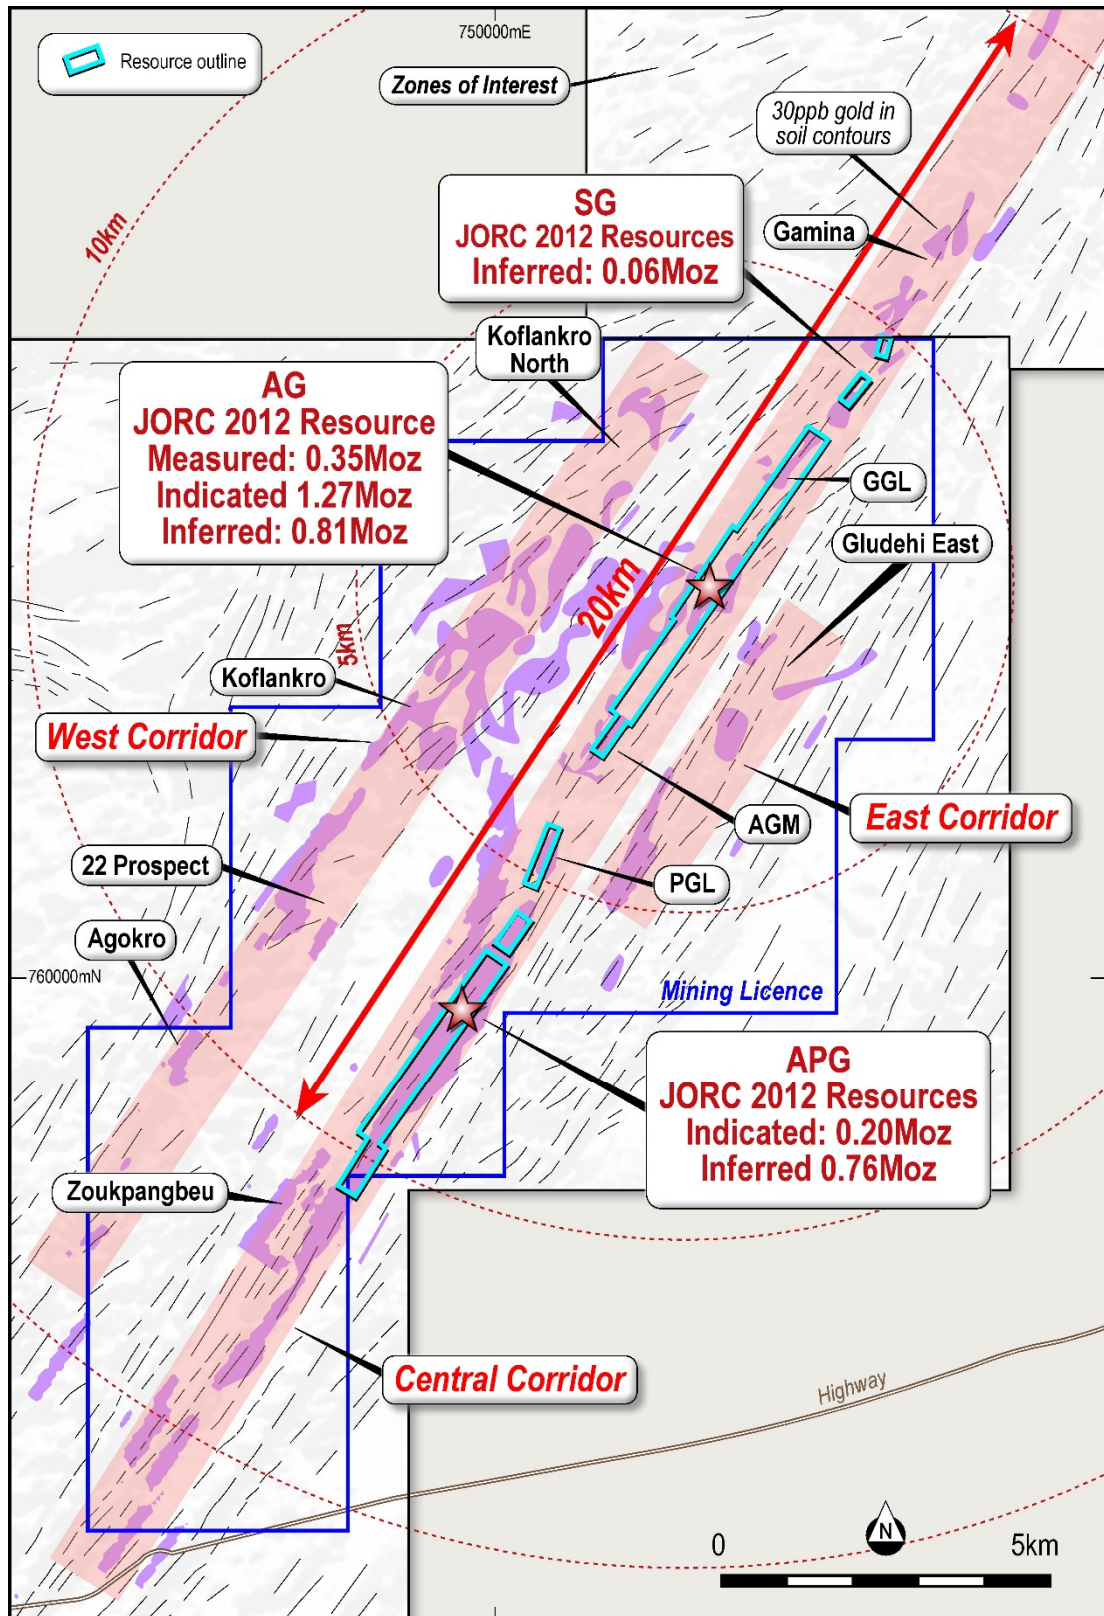 750000mE
Resource outline
Zones of Interest
30ppb gold in
soil contours
10km
SG
JORC 2012 Resources
Inferred: 0.06Moz
Gamina
Koflankro
North
AG
JORC 2012 Resource
Measured: 0.35Moz
Indicated 1.27Moz
Inferred: 0.81Moz
GGL
Gludehi East
20km
5km
Koflankro
West Corridor
AGM
East Corridor
22 Prospect
PGL
Agokro
760000mN
Mining Licence
APG
JORC 2012 Resources
Indicated: 0.20Moz
Inferred 0.76Moz
Zoukpangbeu
Central Corridor
Highway
N
0
5km